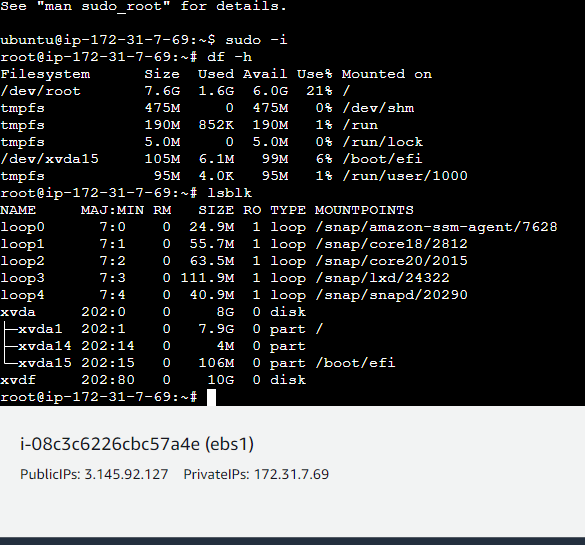 See "man sudo_root" for details.
ubuntu@ip-172-31-7-69:~$ sudo -i
root@ip-172-31-7-69:~# df -h
Filesystem      Size  Used Avail Use% Mounted on
/dev/root       7.6G  1.6G  6.0G  21% /
tmpfs           475M     0  475M   0% /dev/shm
tmpfs           190M  852K  190M   1% /run
tmpfs           5.0M     0  5.0M   0% /run/lock
/dev/xvda15     105M  6.1M   99M   6% /boot/efi
tmpfs            95M  4.0K   95M   1% /run/user/1000
root@ip-172-31-7-69:~# lsblk
NAME     MAJ:MIN RM   SIZE RO TYPE MOUNTPOINTS
loop0      7:0    0  24.9M  1 loop /snap/amazon-ssm-agent/7628
loop1      7:1    0  55.7M  1 loop /snap/core18/2812
loop2      7:2    0  63.5M  1 loop /snap/core20/2015
loop3      7:3    0 111.9M  1 loop /snap/lxd/24322
loop4      7:4    0  40.9M  1 loop /snap/snapd/20290
xvda     202:0    0     8G  0 disk
├─xvda1  202:1    0   7.9G  0 part /
├─xvda14 202:14   0     4M  0 part
└─xvda15 202:15   0   106M  0 part /boot/efi
xvdf     202:80   0    10G  0 disk
root@ip-172-31-7-69:~#
i-08c3c6226cbc57a4e (ebs1)
PublicIPs: 3.145.92.127    PrivateIPs: 172.31.7.69